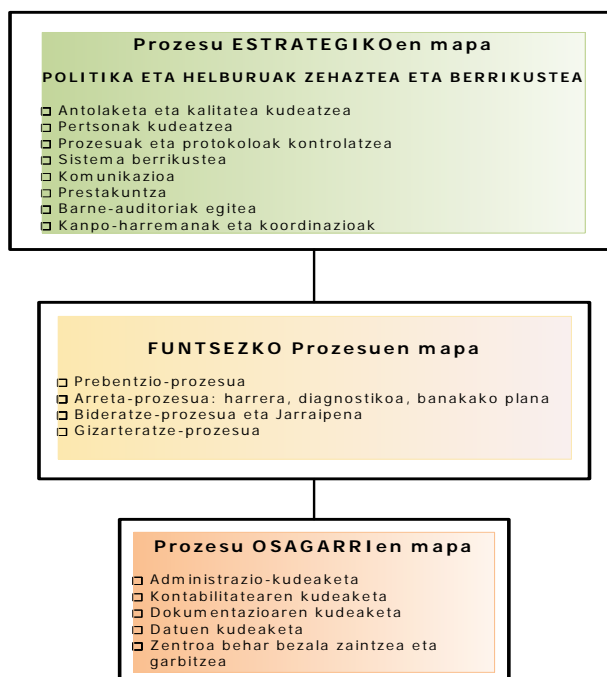 Prozesu ESTRATEGIKOen mapa
POLITIKA ETA HELBURUAK ZEHAZTEA ETA BERRIKUSTEA
Antolaketa eta kalitatea kudeatzea
Pertsonak kudeatzea
Prozesuak eta protokoloak kontrolatzea
Sistema berrikustea
Komunikazioa
Prestakuntza
Barne-auditoriak egitea
Kanpo-harremanak eta koordinazioak
FUNTSEZKO Prozesuen mapa
Prebentzio-prozesua
Arreta-prozesua: harrera, diagnostikoa, banakako plana
Bideratze-prozesua eta Jarraipena
Gizarteratze-prozesua
Prozesu OSAGARRIen mapa
Administrazio-kudeaketa
Kontabilitatearen kudeaketa
Dokumentazioaren kudeaketa
Datuen kudeaketa
Zentroa behar bezala zaintzea eta
garbitzea